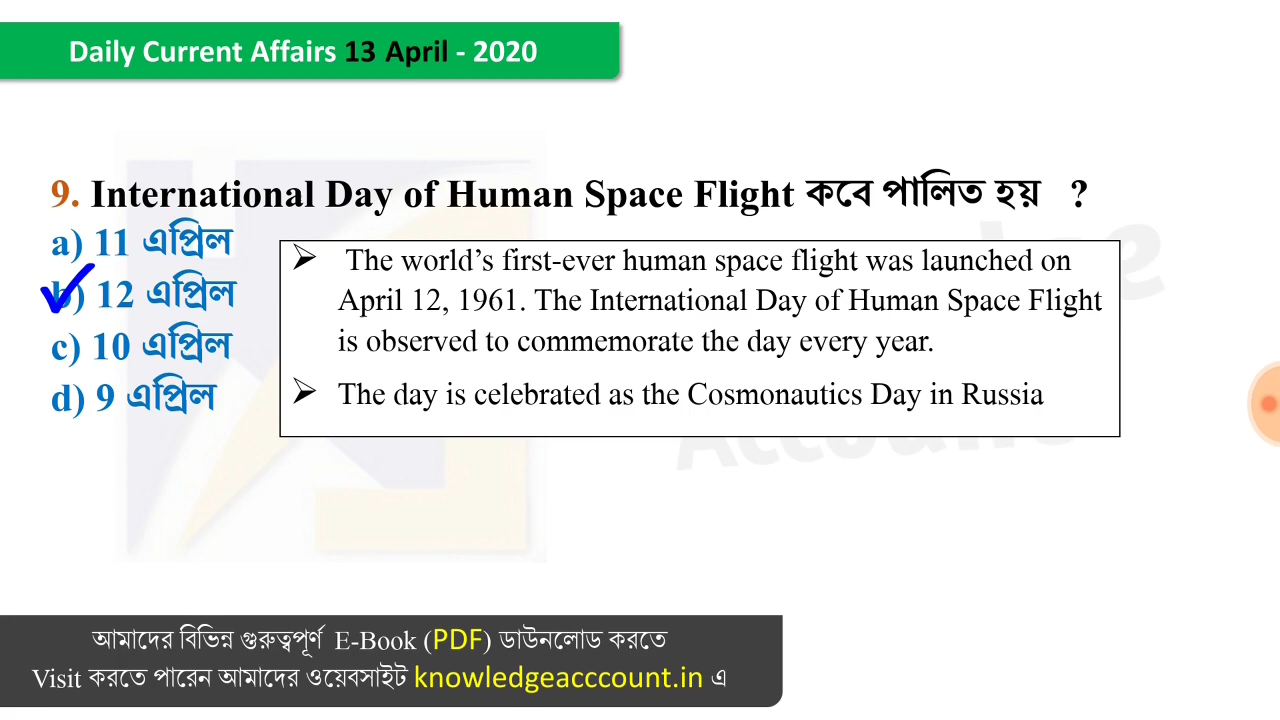 Daily Current Affairs 13 April - 2020
9. International Day of Human Space Flight কবে পালিত হয় ?
a) 11 এপ্রিল
b) 12 এপ্রিল
c) 10 এপ্রিল
d) 9 এপ্রিল
➢ The world’s first-ever human space flight was launched on
April 12, 1961. The International Day of Human Space Flight
is observed to commemorate the day every year.
➢ The day is celebrated as the Cosmonautics Day in Russia
আমাদের বিভিন্ন গুরুত্বপূর্ণ E-Book (PDF) ডাউনলোড করতে
Visit করতে পারেন আমাদের ওয়েবসাইট knowledgeacccount.in এ